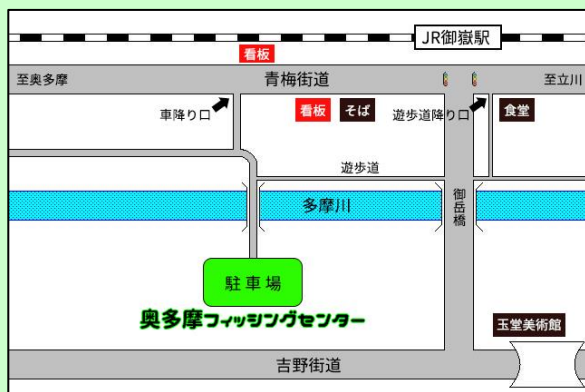 JR御嶽駅
看板
至奥多摩
青梅街道
至立川
車降り口
看板
そば
遊歩道降り口
食堂
遊歩道
多摩川
御岳橋
駐車場
奥多摩フィッシングセンター
玉堂美術館
吉野街道